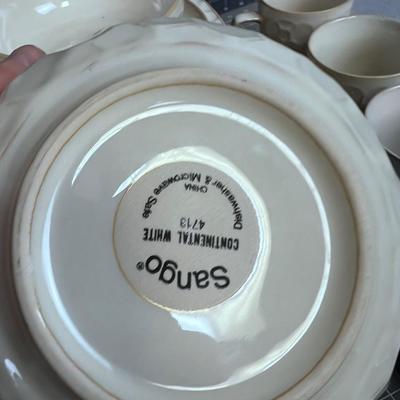 Sango®
CONTINENTAL WHITE
4713
CHINA
Dishwasher & Microwave Safe